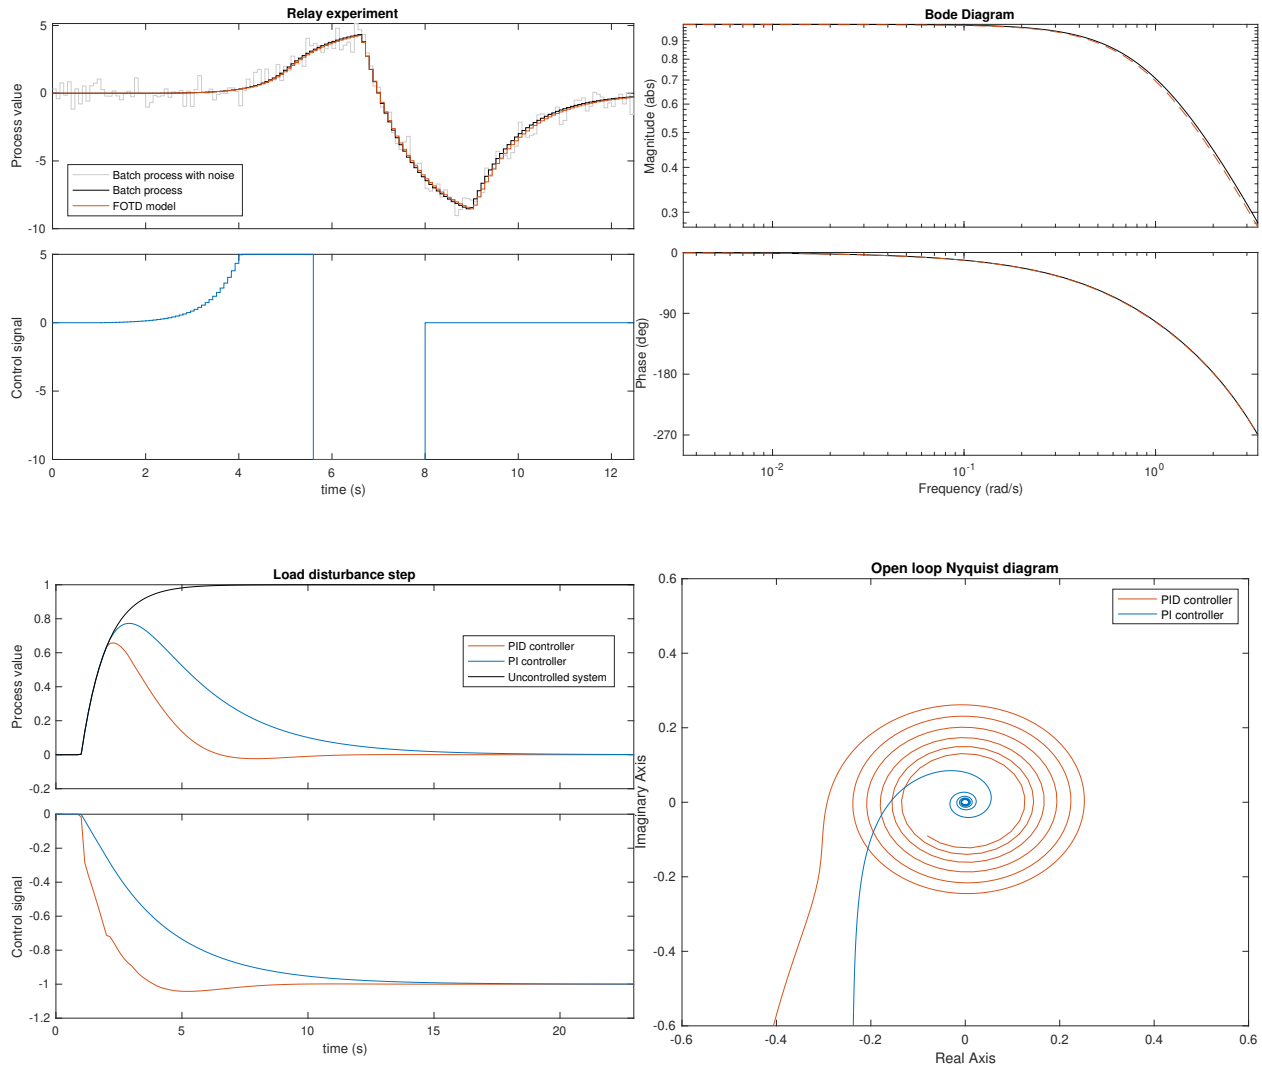 Relay experiment
5
0
-5
-10
Process value
Batch process with noise
Batch process
FOTD model
5
0
-5
-10
Control signal
0
2
4
6
8
10
12
time (s)
Bode Diagram
0.9
0.8
0.7
0.6
0.5
0.4
0.3
Magnitude (abs)
0
-90
-180
-270
Phase (deg)
10-2
10-1
100
Frequency (rad/s)
Load disturbance step
1
0.8
0.6
0.4
0.2
0
-0.2
Process value
PID controller
PI controller
Uncontrolled system
0
-0.2
-0.4
-0.6
-0.8
-1
-1.2
Control signal
0
5
10
15
20
time (s)
Open loop Nyquist diagram
PID controller
PI controller
0.6
0.4
0.2
0
-0.2
-0.4
-0.6
Imaginary Axis
-0.6
-0.4
-0.2
0
0.2
0.4
0.6
Real Axis